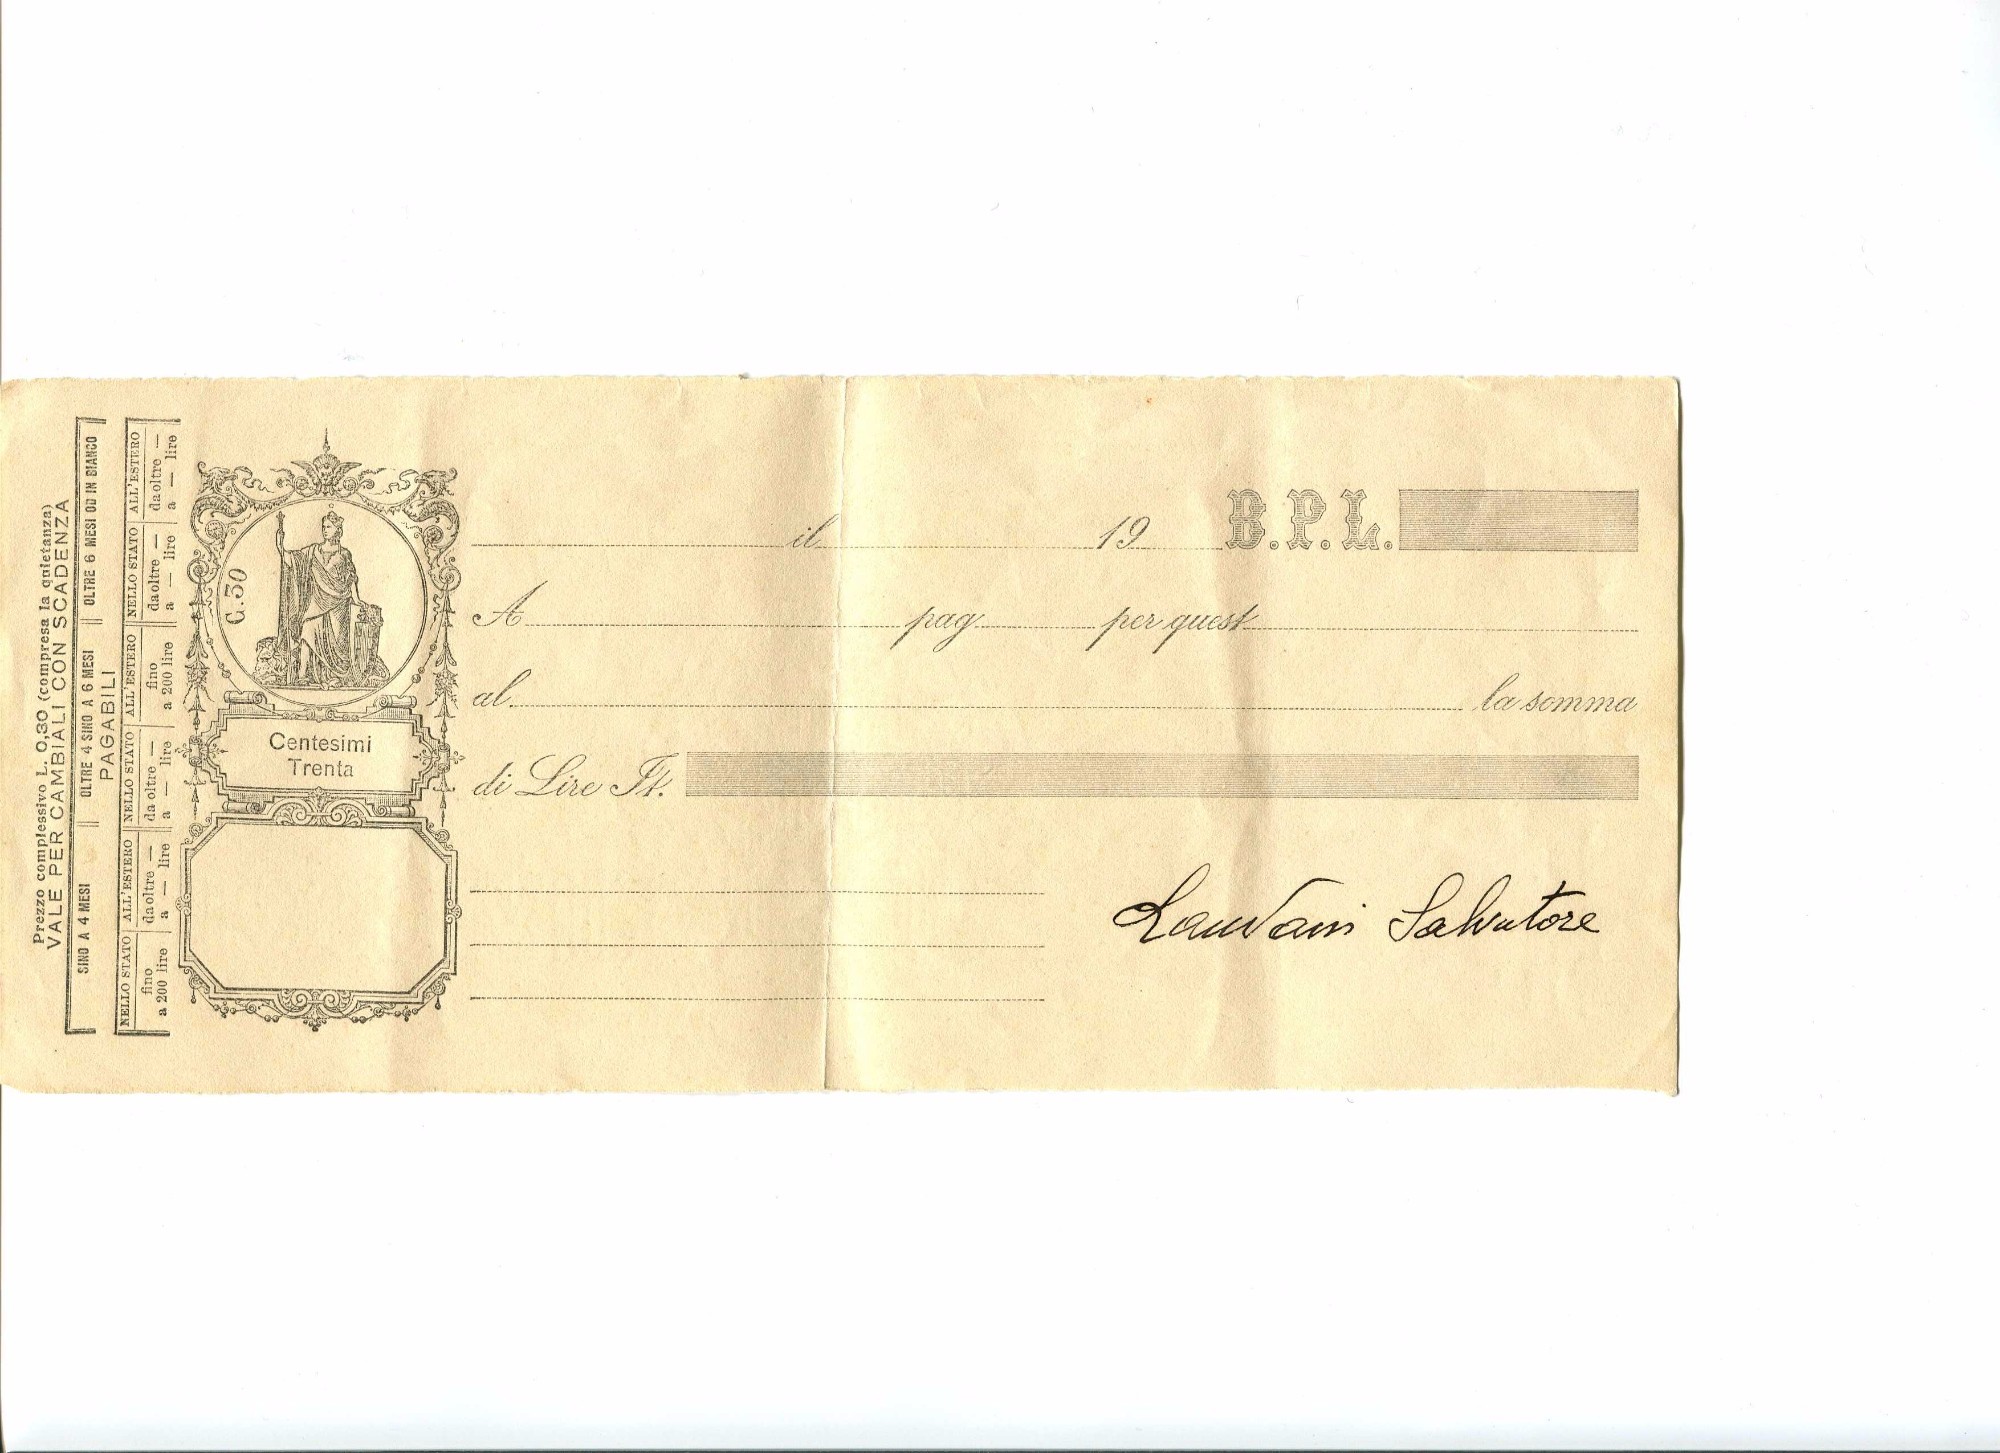 Prezzo complessivo L. 0,30 (compresa la quietanza)
VALE PER CAMBIALI CON SCADENZA
SINO A 4 MESI OLTRE 4 SINO A 6 MESI OLTRE 6 MESI OD IN BIANCO
PAGABILI
NELLO STATO ALL'ESTERO NELLO STATO ALL'ESTERO NELLO STATO ALL'ESTERO
fino da oltre — da oltre — fino da oltre — da oltre —
a 200 lire a — lire a — lire a 200 lire a — lire a — lire
C. 30
Centesimi
Trenta
il 19 B.P.L.
A pag per quest
al la somma
di Lire It.
Salvatore